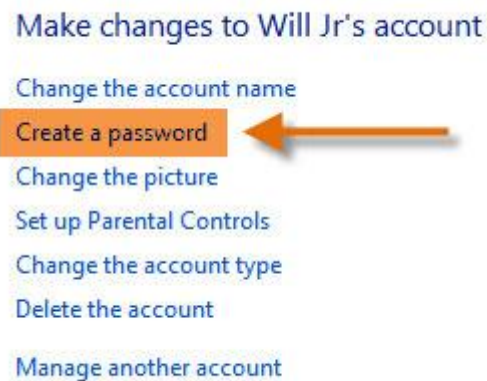 Make changes to Will Jr's account
Change the account name
Create a password
Change the picture
Set up Parental Controls
Change the account type
Delete the account
Manage another account